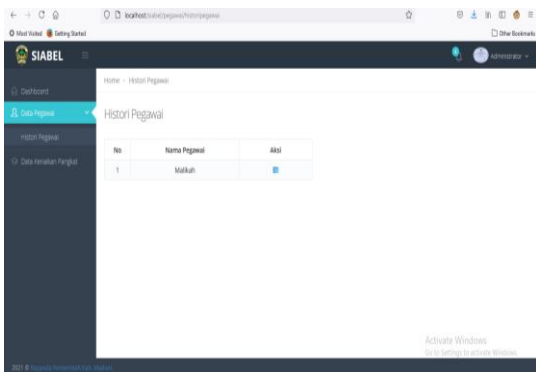 localhost/siabel/pegawai/historipegawai
Most Visited Getting Started
Other Bookmarks
SIABEL
Administrator
Home - Histori Pegawai
Dashboard
Data Pegawai
Histori Pegawai
Histori Pegawai
Data Kenaikan Pangkat
No Nama Pegawai Aksi
1 Malikah
Activate Windows
Go to Settings to activate Windows.
2021 ©